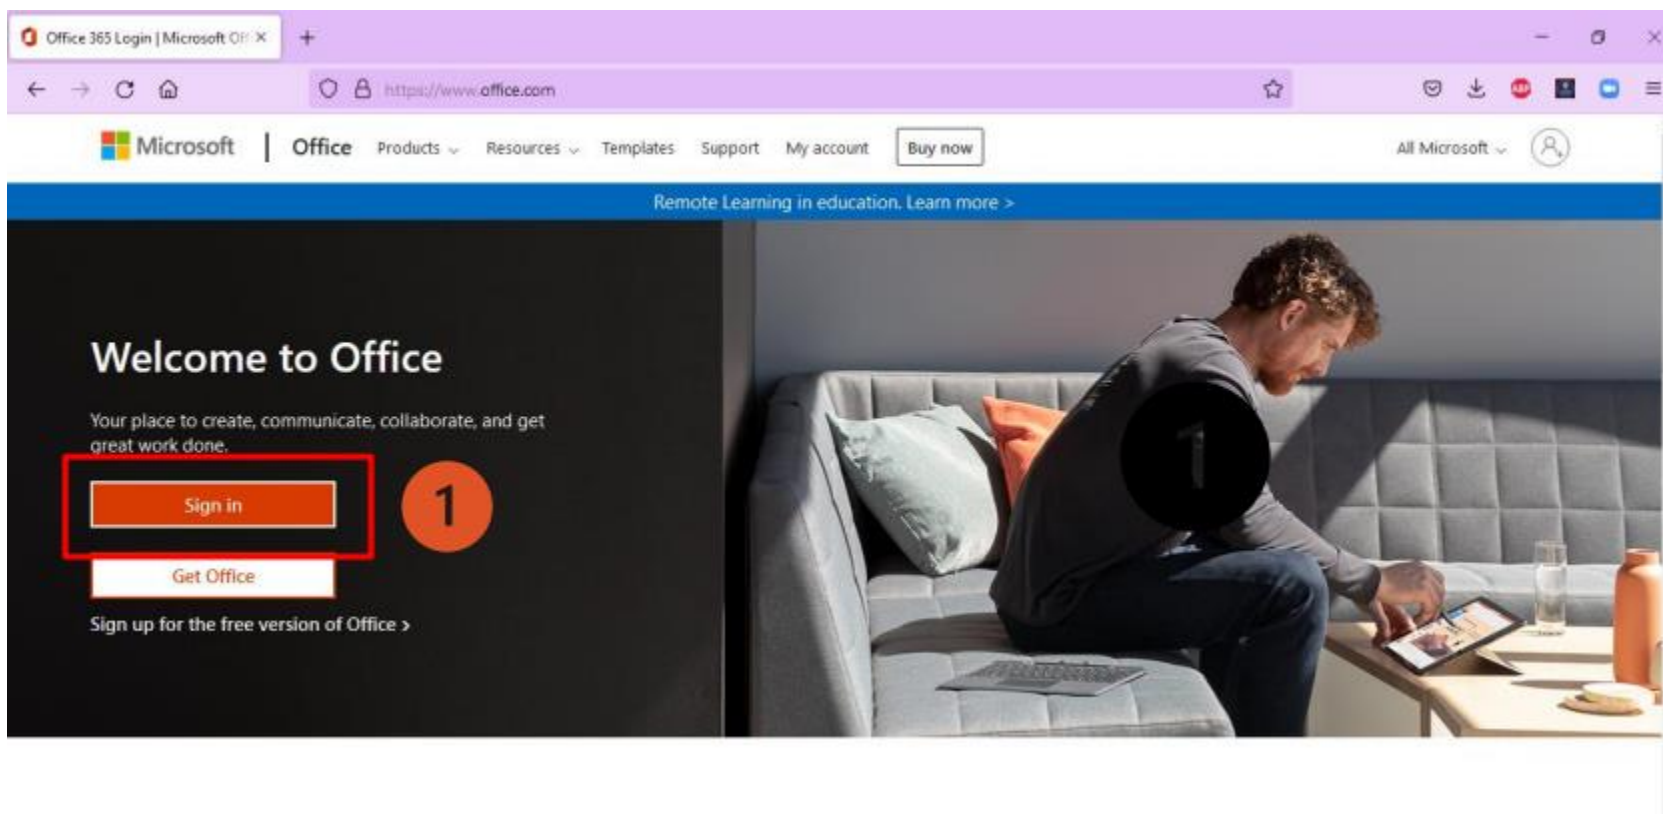 Office 365 Login | Microsoft Of
https://www.office.com
Microsoft | Office Products Resources Templates Support My account Buy now All Microsoft
Remote Learning in education. Learn more >
Welcome to Office
Your place to create, communicate, collaborate, and get
great work done.
Sign in
1
1
Get Office
Sign up for the free version of Office >
ABP